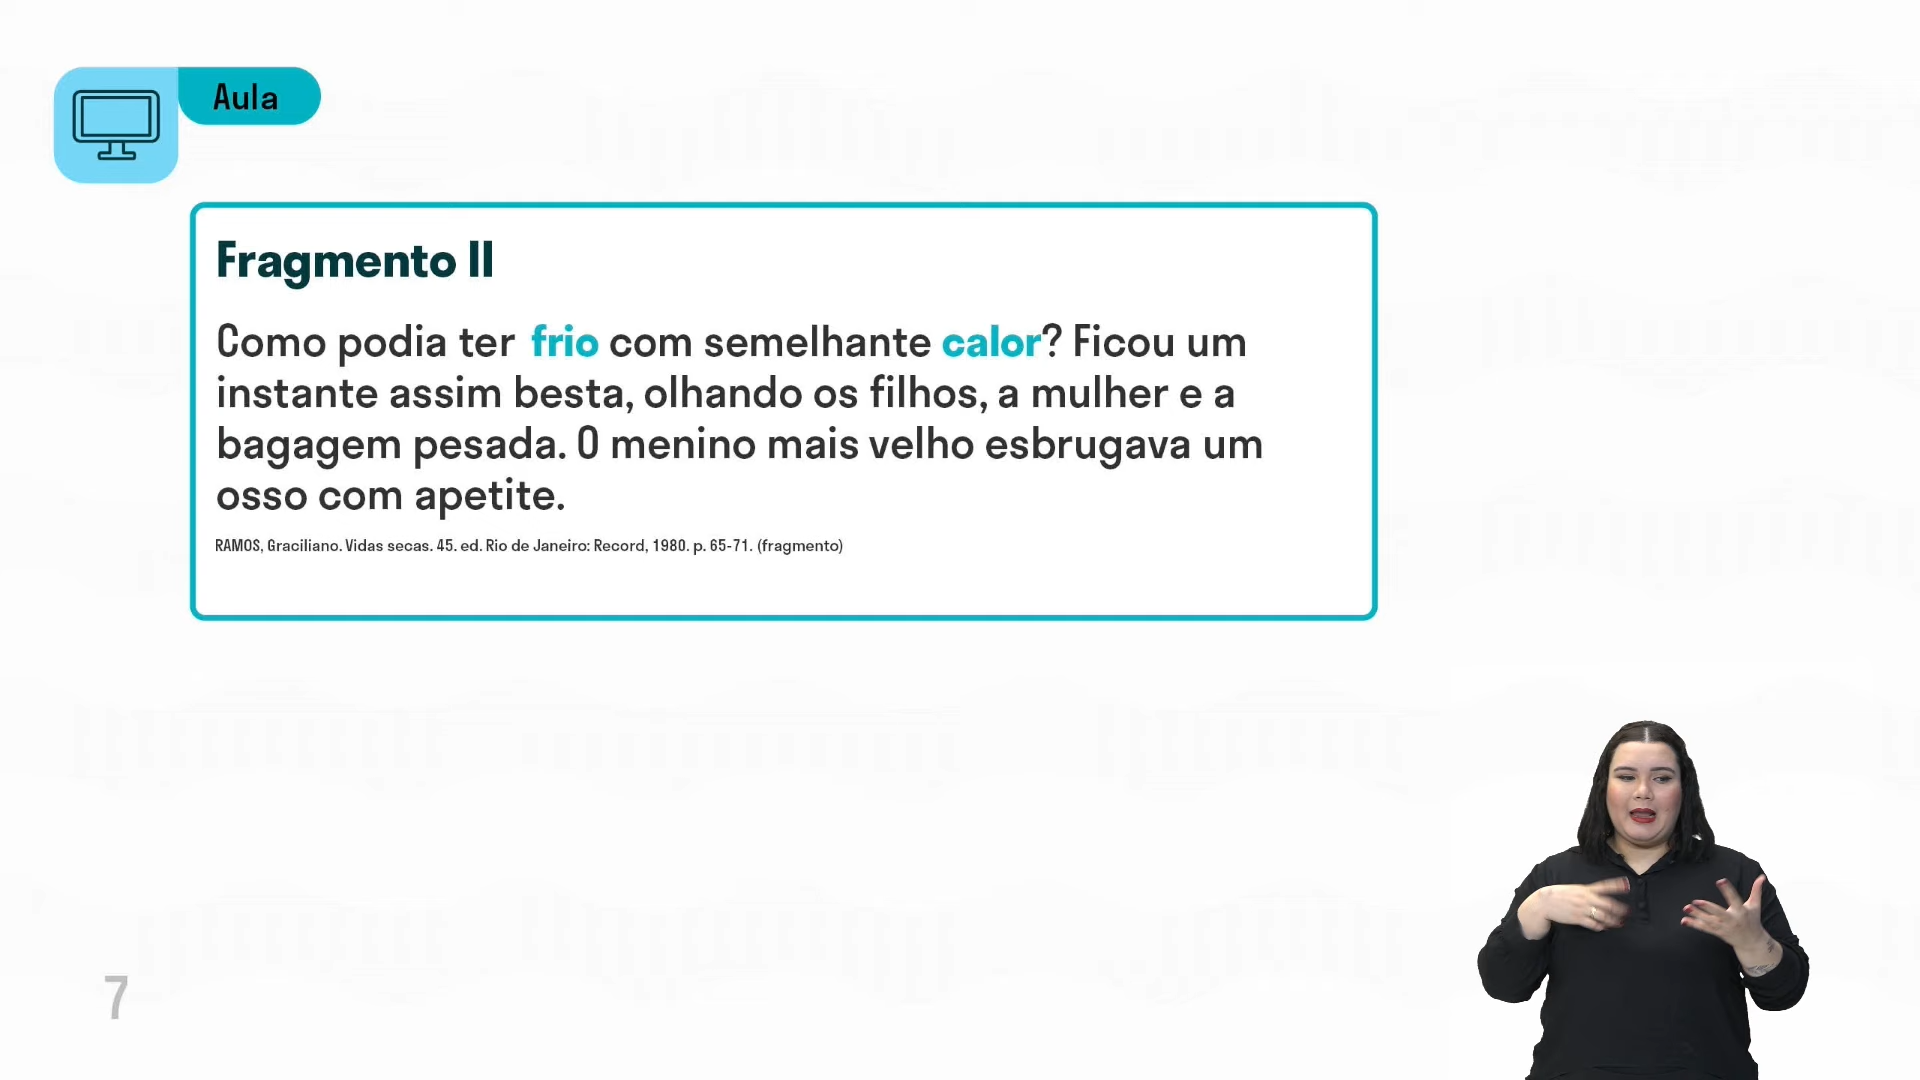 Aula
Fragmento II
Como podia ter frio com semelhante calor? Ficou um
instante assim besta, olhando os filhos, a mulher e a
bagagem pesada. O menino mais velho esbrugava um
osso com apetite.
RAMOS, Graciliano. Vidas secas. 45. ed. Rio de Janeiro: Record, 1980. p. 65-71. (fragmento)
7